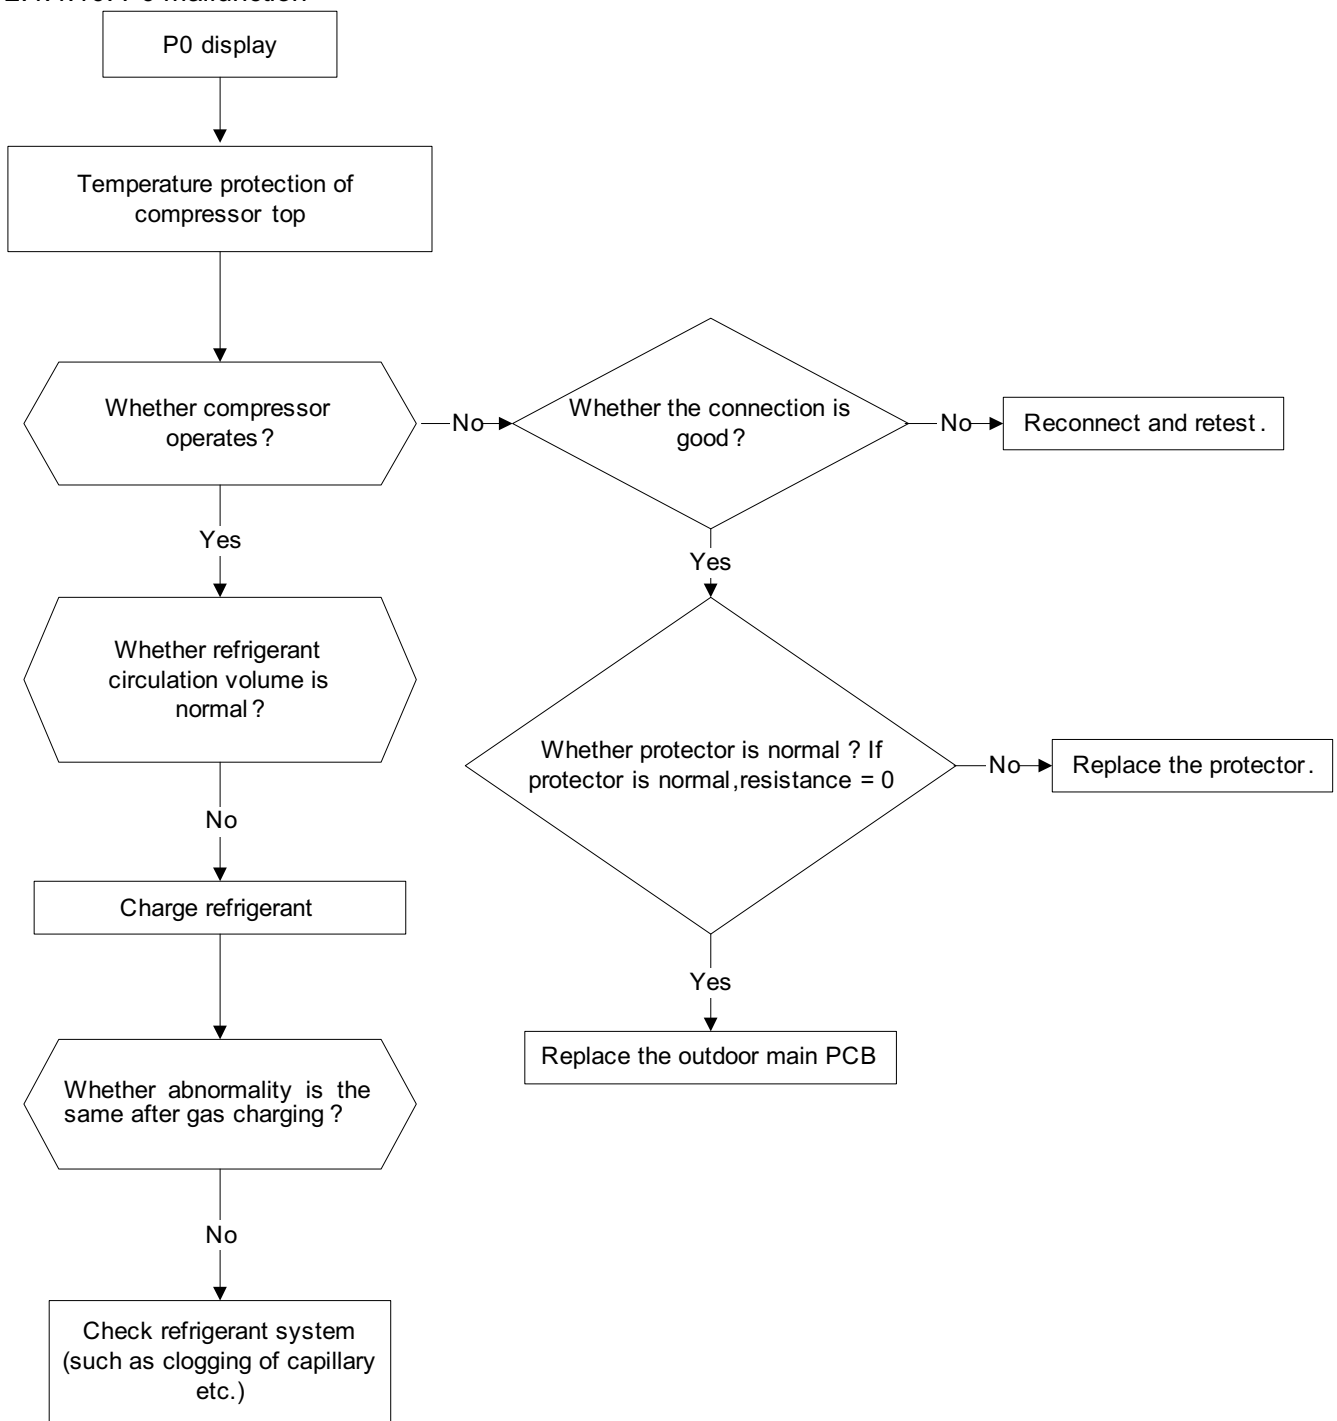 P0 display
Temperature protection of
compressor top
Whether compressor
operates?
No
Whether the connection is
good?
No
Reconnect and retest.
Yes
Yes
Whether refrigerant
circulation volume is
normal?
Whether protector is normal? If
protector is normal,resistance = 0
No
Replace the protector.
No
Charge refrigerant
Yes
Replace the outdoor main PCB
Whether abnormality is the
same after gas charging?
No
Check refrigerant system
(such as clogging of capillary
etc.)